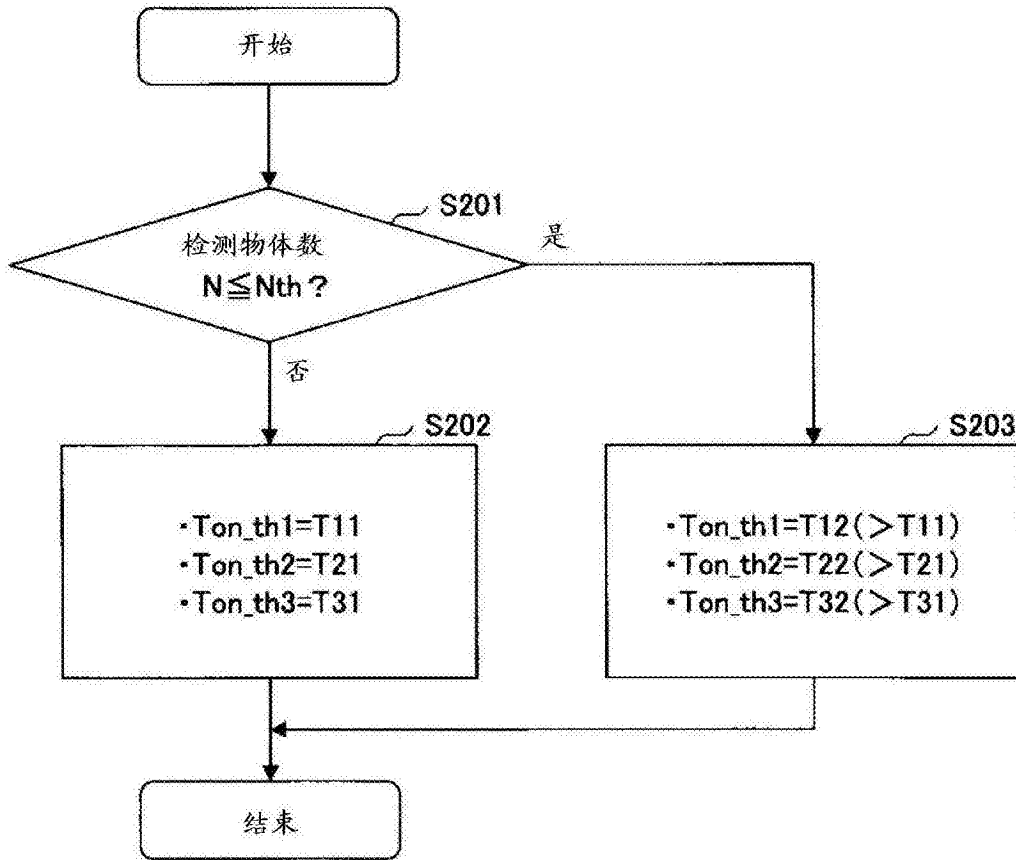 开始
S201
检测物体数
N≦Nth?
是
否
S202
・Ton_th1=T11
・Ton_th2=T21
・Ton_th3=T31
S203
・Ton_th1=T12(>T11)
・Ton_th2=T22(>T21)
・Ton_th3=T32(>T31)
结束